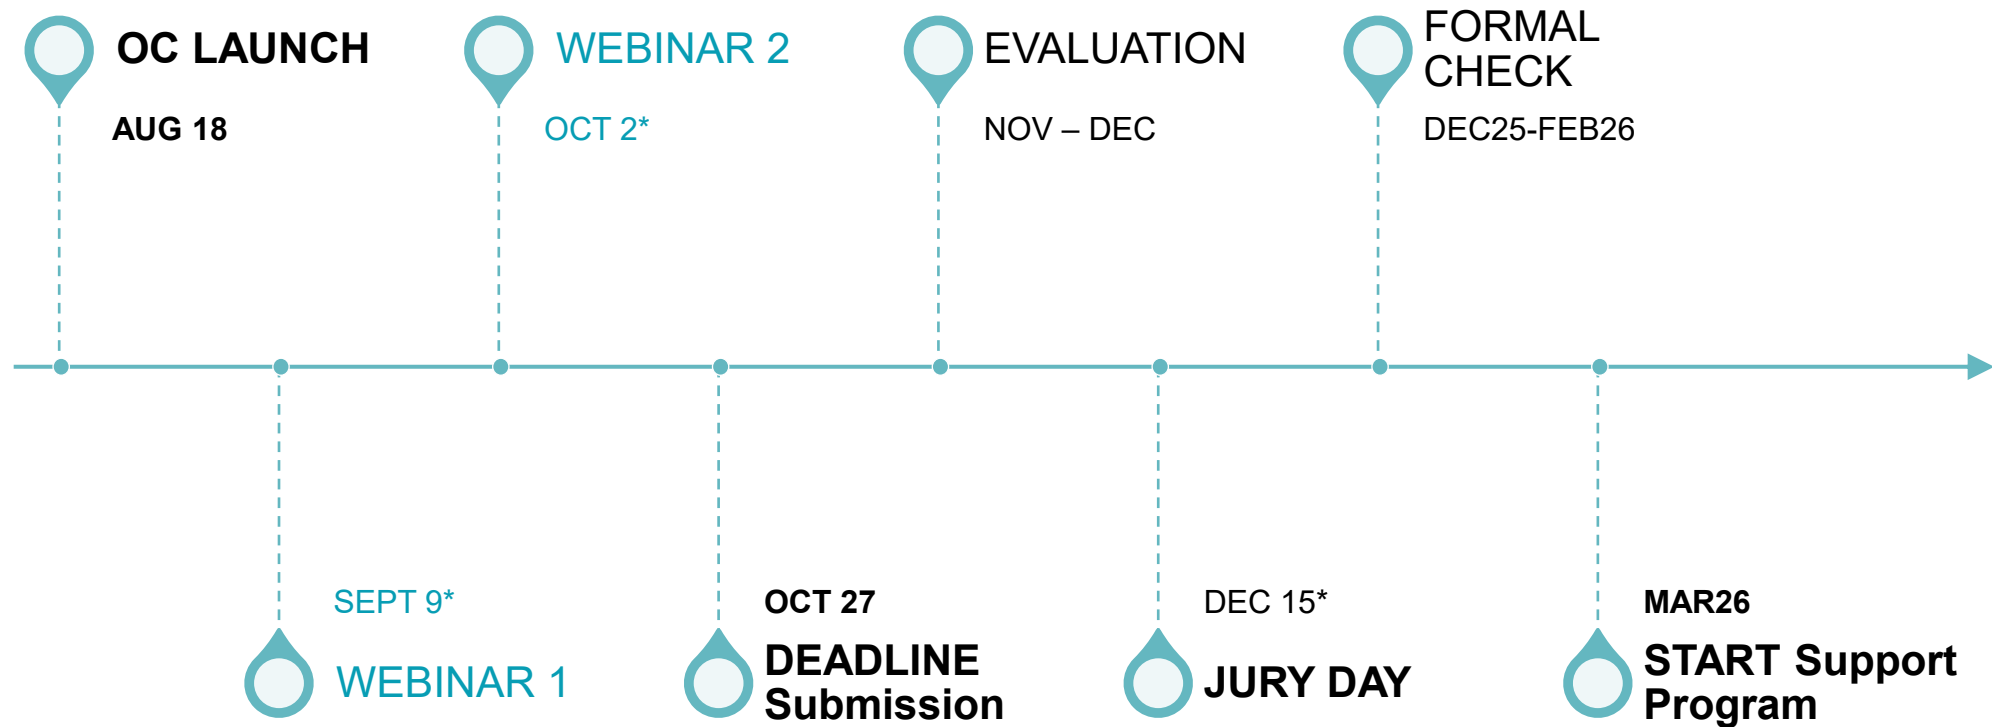 OC LAUNCH
AUG 18
WEBINAR 2
OCT 2*
EVALUATION
NOV – DEC
FORMAL
CHECK
DEC25-FEB26
SEPT 9*
WEBINAR 1
OCT 27
DEADLINE
Submission
DEC 15*
JURY DAY
MAR26
START Support
Program